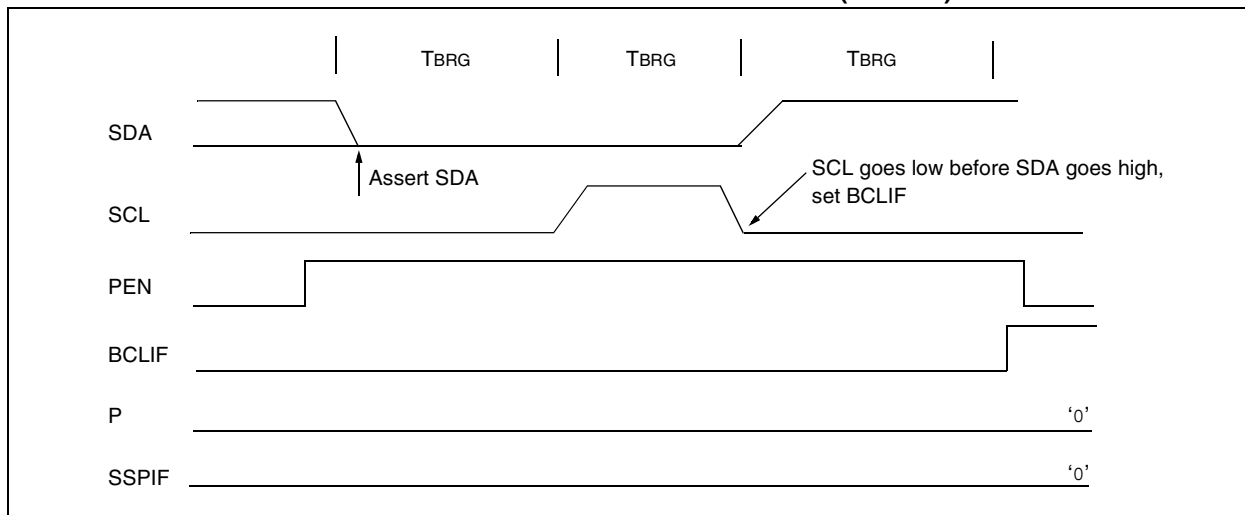 TBRG TBRG TBRG
SDA
Assert SDA
SCL goes low before SDA goes high,
set BCLIF
SCL
PEN
BCLIF
P '0'
SSPIF '0'